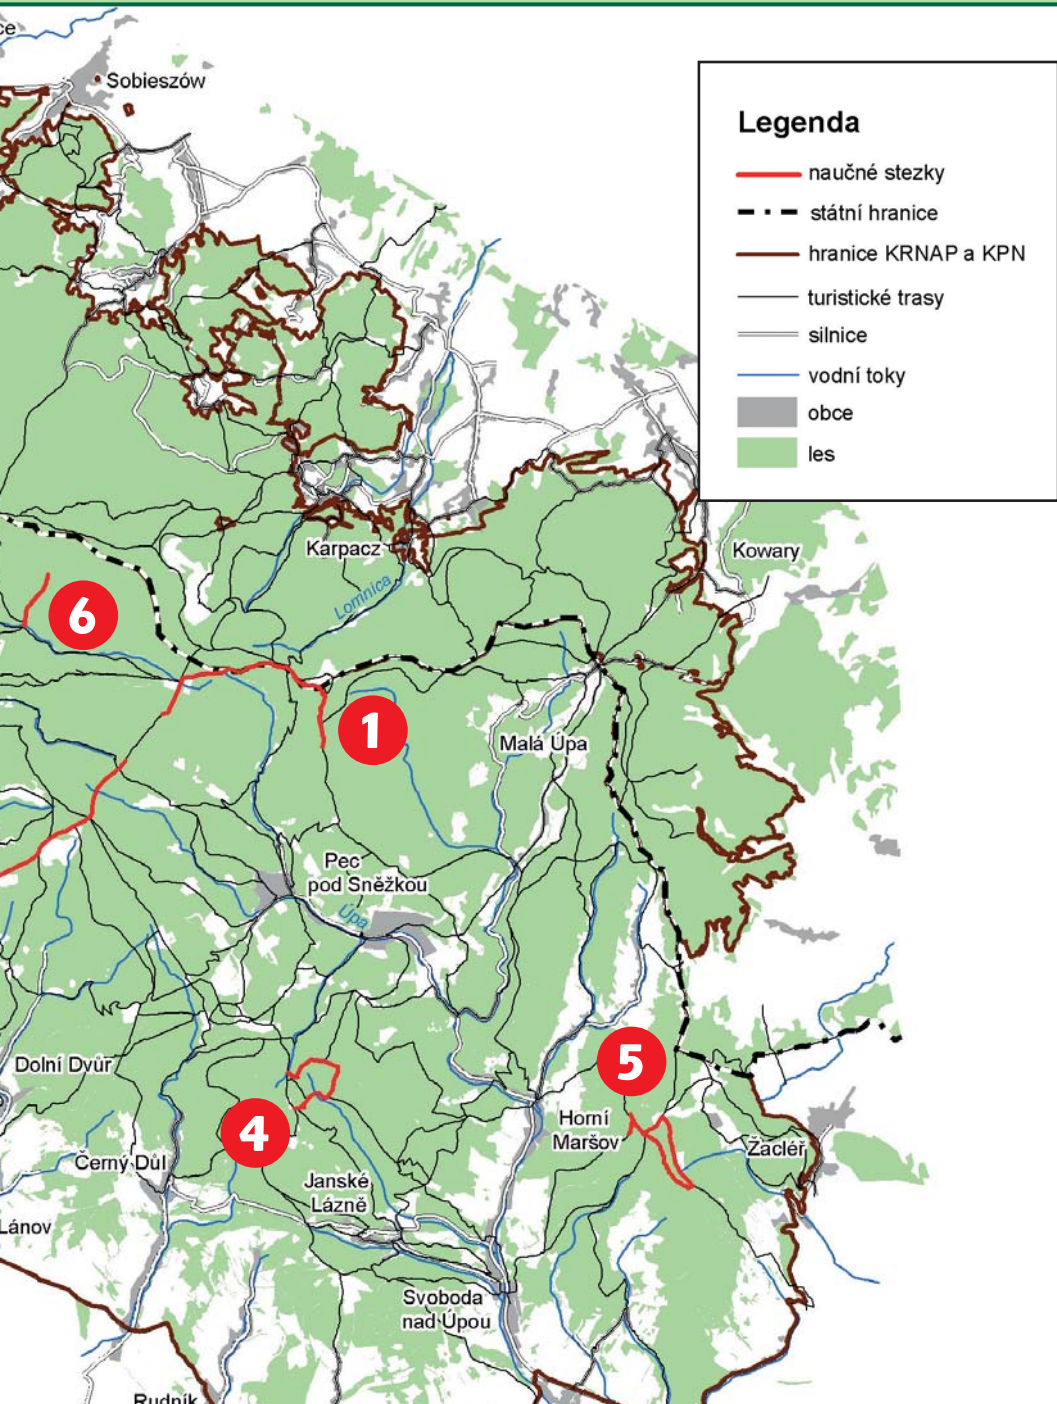 ce
Sobieszów
Legenda
naučné stezky
státní hranice
hranice KRNAP a KPN
turistické trasy
silnice
vodní toky
obce
les
Karpacz
Kowary
Lomnica
6
1
Malá Úpa
Pec
pod Sněžkou
Úpa
Dolní Dvůr
5
4
Horní
Maršov
Žacléř
Černý Důl
Janské
Lázně
Lánov
Svoboda
nad Úpou
Rudník